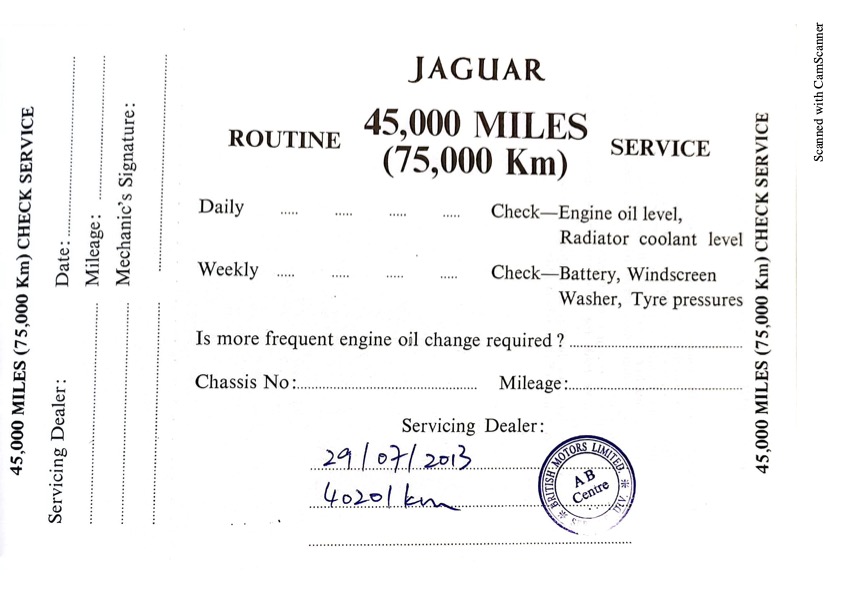 JAGUAR
ROUTINE 45,000 MILES (75,000 Km) SERVICE
Daily ..... ..... ..... ..... Check—Engine oil level,
Radiator coolant level
Weekly ..... ..... ..... ..... Check—Battery, Windscreen
Washer, Tyre pressures
Is more frequent engine oil change required ?
Chassis No: Mileage:
Servicing Dealer:
29/07/2013
40201 km
BRITISH MOTORS LIMITED.
AB
Centre
DIV.
45,000 MILES (75,000 Km) CHECK SERVICE
Servicing Dealer: Date:
Mileage:
Mechanic's Signature:
45,000 MILES (75,000 Km) CHECK SERVICE
Scanned with CamScanner